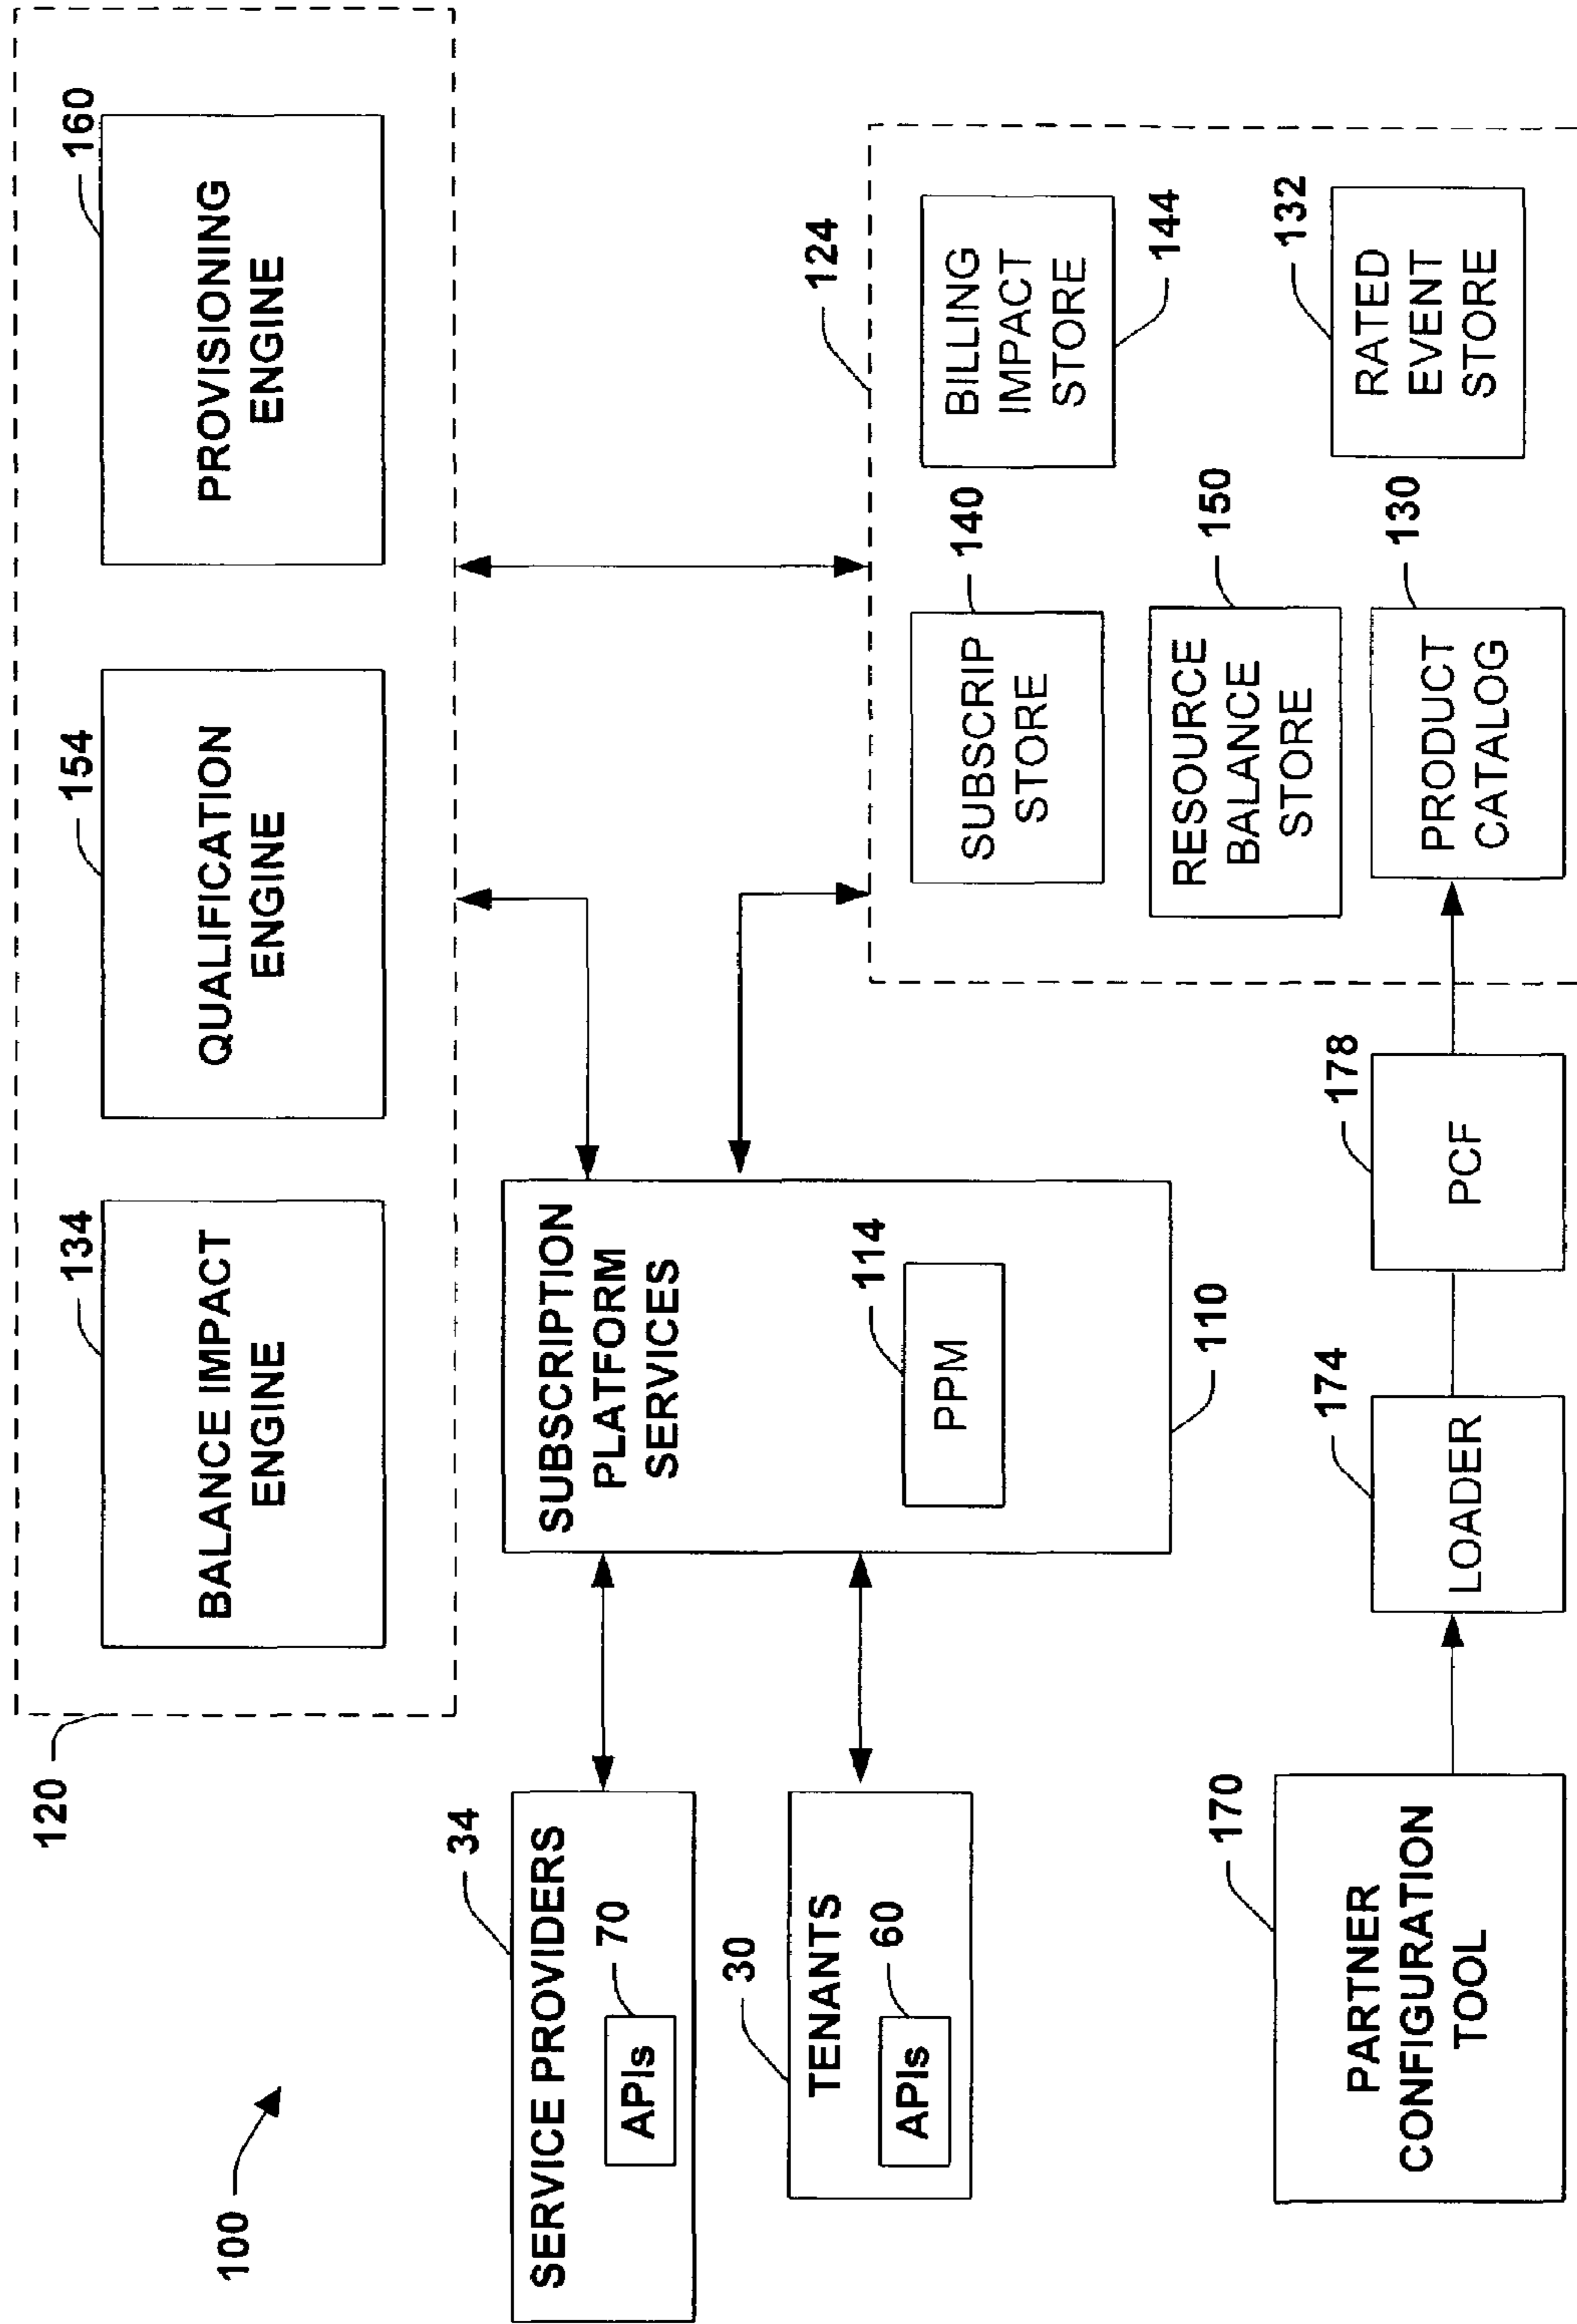 100
120
BALANCE IMPACT
ENGINE
134
QUALIFICATION
ENGINE
154
PROVISIONING
ENGINE
160
SERVICE PROVIDERS
34
APIs
70
TENANTS
30
APIs
60
SUBSCRIPTION
PLATFORM
SERVICES
PPM
114
110
124
SUBSCRIP
STORE
140
BILLING
IMPACT
STORE
144
RESOURCE
BALANCE
STORE
150
RATED
EVENT
STORE
132
PRODUCT
CATALOG
130
PARTNER
CONFIGURATION
TOOL
170
LOADER
174
PCF
178